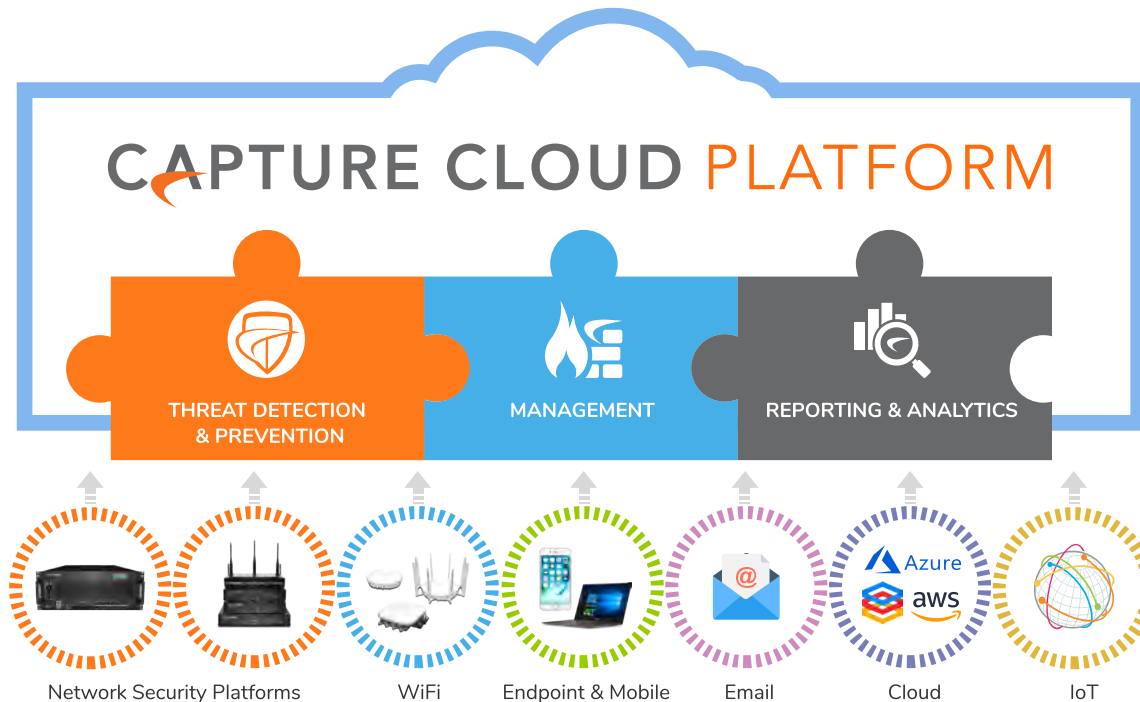 CAPTURE CLOUD PLATFORM
THREAT DETECTION
& PREVENTION
MANAGEMENT
REPORTING & ANALYTICS
@
Azure
aws
Network Security Platforms
WiFi
Endpoint & Mobile
Email
Cloud
IoT